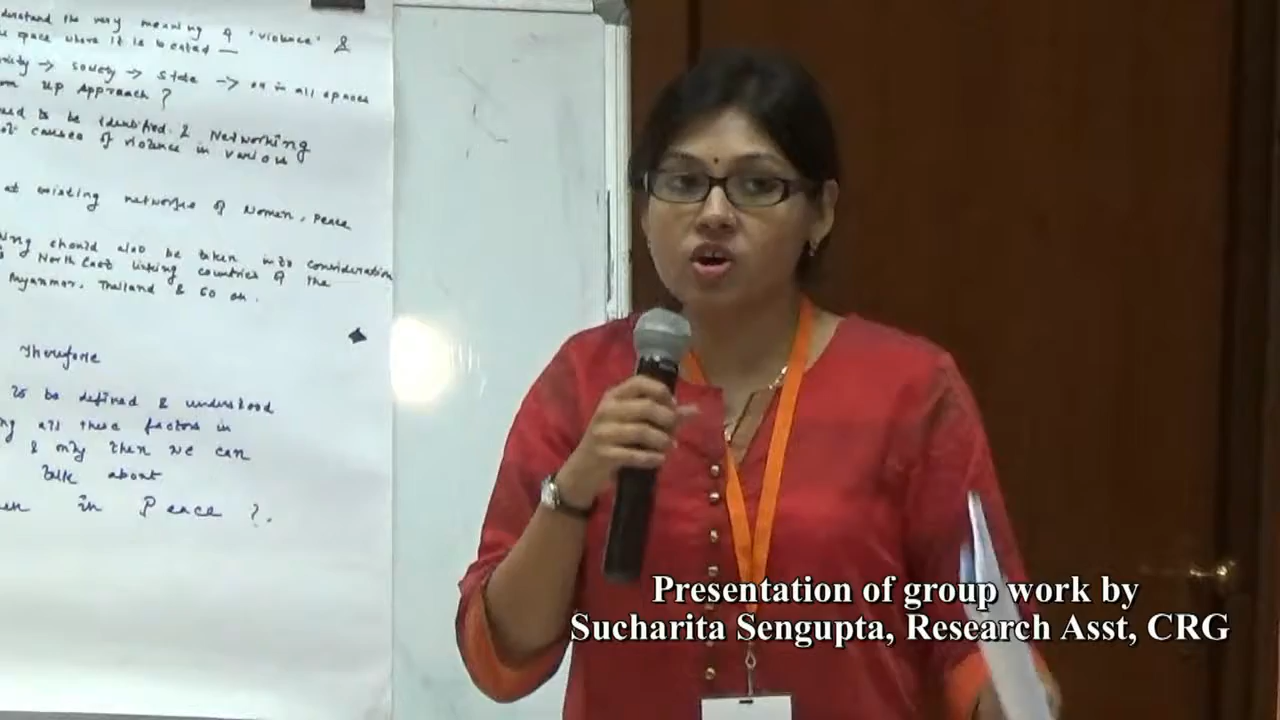 the very meaning of 'violence' &
space where it is located —
→ society → state → or in all spaces
up Approach ?
to be identified & Networking
causes of violence in various
at existing networks of Women, Peace
should also be taken into consideration
North East linking countries of the
Myanmar, Thailand & so on.
Therefore
to be defined & understood
all these factors in
& only then we can
talk about
in Peace ?
Presentation of group work by
Sucharita Sengupta, Research Asst, CRG